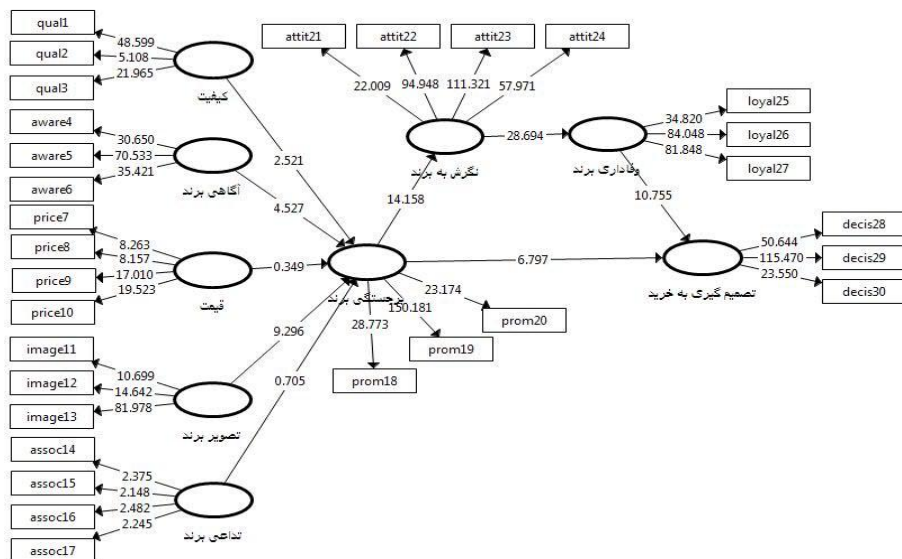 qual1
qual2
qual3
48.599
5.108
21.965
کیفیت
aware4
aware5
aware6
30.650
70.533
35.421
آگاهی برند
price7
price8
price9
price10
8.263
8.157
17.010
19.523
قیمت
image11
image12
image13
10.699
14.642
81.978
تصویر برند
assoc14
assoc15
assoc16
assoc17
2.375
2.148
2.482
2.245
تداعی برند
2.521
4.527
0.349
9.296
0.705
attit21
attit22
attit23
attit24
22.009
94.948
111.321
57.971
نگرش به برند
14.158
28.694
برجستگی برند
28.773
150.181
23.174
prom18
prom19
prom20
6.797
وفاداری برند
34.820
84.048
81.848
loyal25
loyal26
loyal27
10.755
تصمیم گیری به خرید
50.644
115.470
23.550
decis28
decis29
decis30